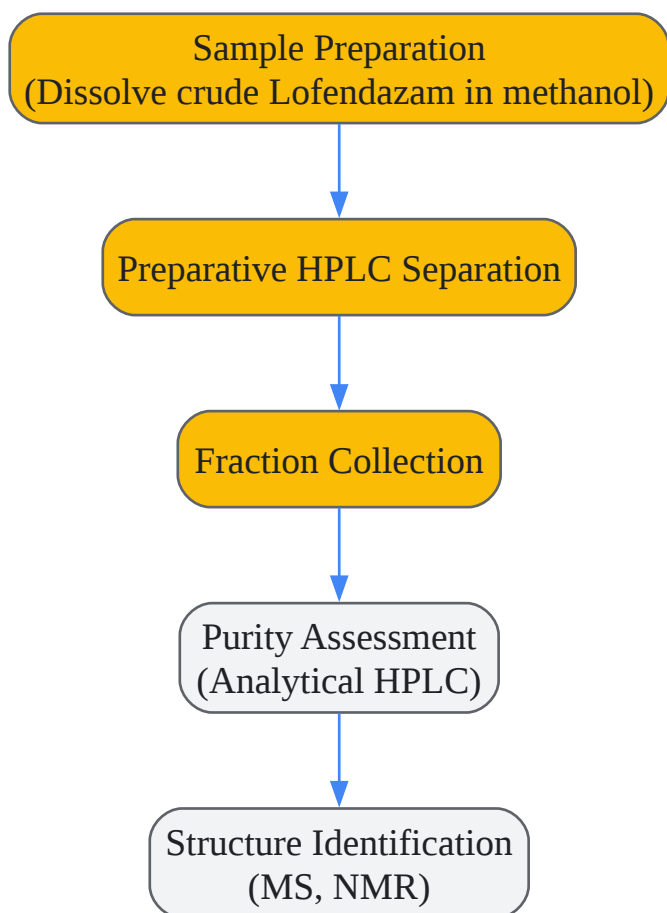 Sample Preparation
(Dissolve crude Lofendazam in methanol)
Preparative HPLC Separation
Fraction Collection
Purity Assessment
(Analytical HPLC)
Structure Identification
(MS, NMR)